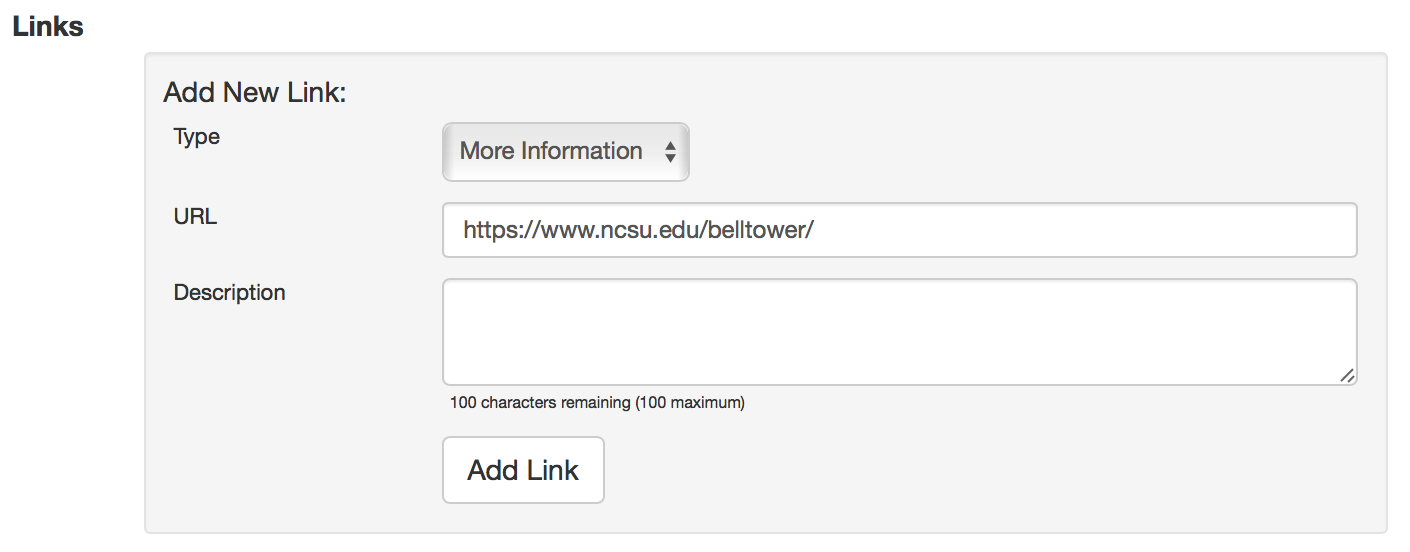 Links
Add New Link:
Type
More Information
URL
https://www.ncsu.edu/belltower/
Description
100 characters remaining (100 maximum)
Add Link